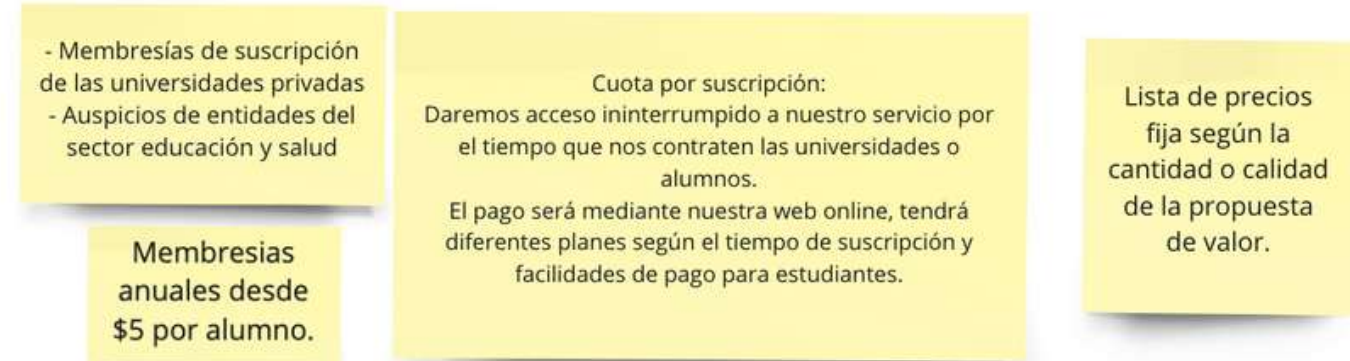 - Membresías de suscripción
de las universidades privadas
- Auspicios de entidades del
sector educación y salud
Membresias
anuales desde
$5 por alumno.
Cuota por suscripción:
Daremos acceso ininterrumpido a nuestro servicio por
el tiempo que nos contraten las universidades o
alumnos.
El pago será mediante nuestra web online, tendrá
diferentes planes según el tiempo de suscripción y
facilidades de pago para estudiantes.
Lista de precios
fija según la
cantidad o calidad
de la propuesta
de valor.